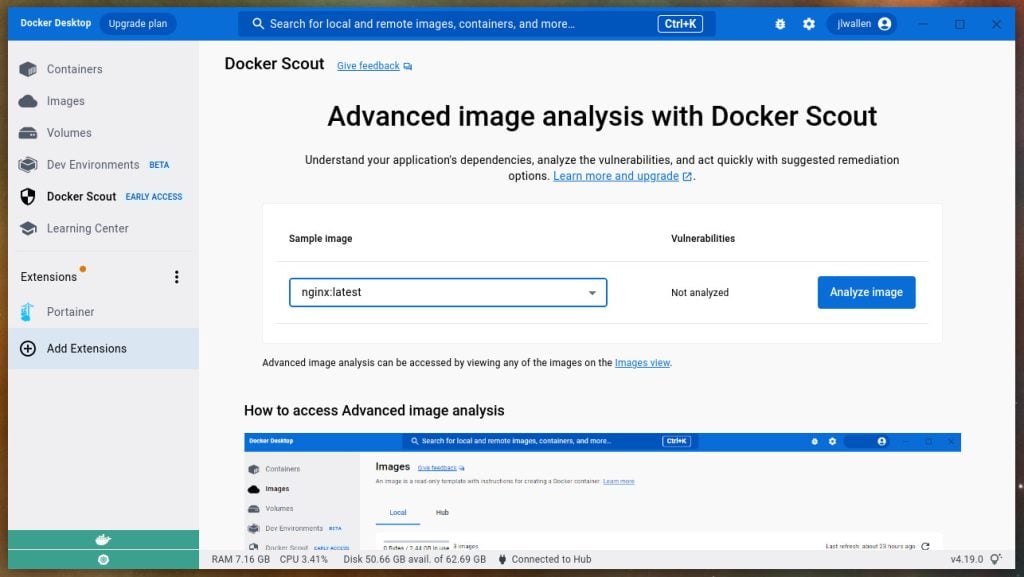 Docker Desktop Upgrade plan Search for local and remote images, containers, and more... Ctrl+K jlwallen
Containers
Images
Volumes
Dev Environments BETA
Docker Scout EARLY ACCESS
Learning Center
Extensions
Portainer
Add Extensions
Docker Scout Give feedback
Advanced image analysis with Docker Scout
Understand your application's dependencies, analyze the vulnerabilities, and act quickly with suggested remediation
options. Learn more and upgrade.
Sample image Vulnerabilities
nginx:latest Not analyzed Analyze image
Advanced image analysis can be accessed by viewing any of the images on the Images view.
How to access Advanced image analysis
Docker Desktop Search for local and remote images, containers, and more... Ctrl+K
Containers
Images
Volumes
Dev Environments BETA
Docker Scout EARLY ACCESS
Images Give feedback
An image is a read-only template with instructions for creating a Docker container. Learn more
Local Hub
0 Bytes / 7.44 GB in use 3 images Last refresh: about 23 hours ago
RAM 7.16 GB CPU 3.41% Disk 50.66 GB avail. of 62.69 GB Connected to Hub v4.19.0